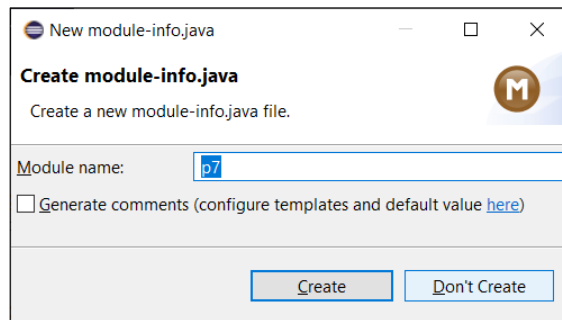 New module-info.java
Create module-info.java
M
Create a new module-info.java file.
Module name: p7
Generate comments (configure templates and default value here)
Create Don't Create